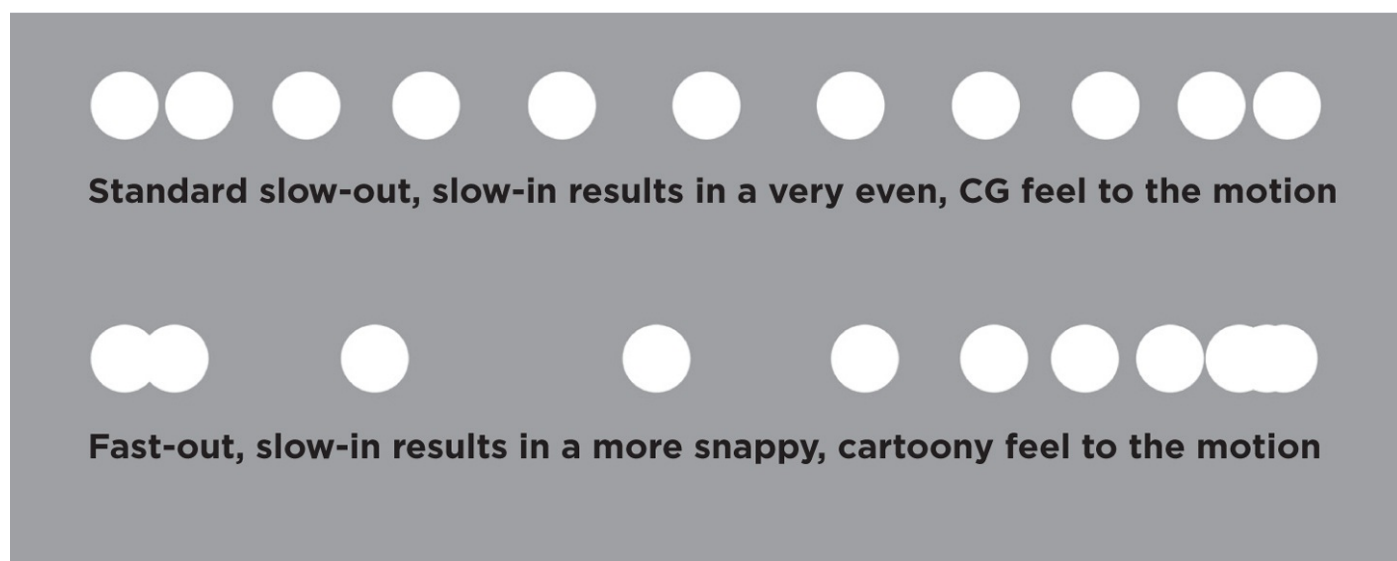 Standard slow-out, slow-in results in a very even, CG feel to the motion
Fast-out, slow-in results in a more snappy, cartoony feel to the motion